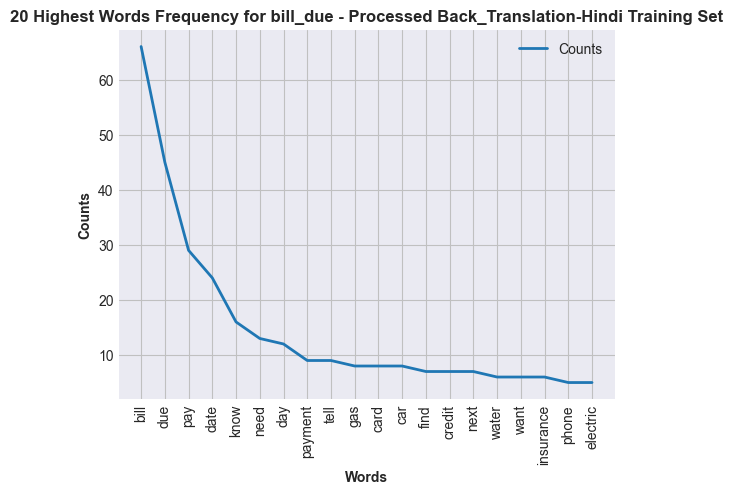 20 Highest Words Frequency for bill_due - Processed Back_Translation-Hindi Training Set
Counts
Counts
60
50
40
30
20
10
bill
due
pay
date
know
need
day
payment
tell
gas
card
car
find
credit
next
water
want
insurance
phone
electric
Words